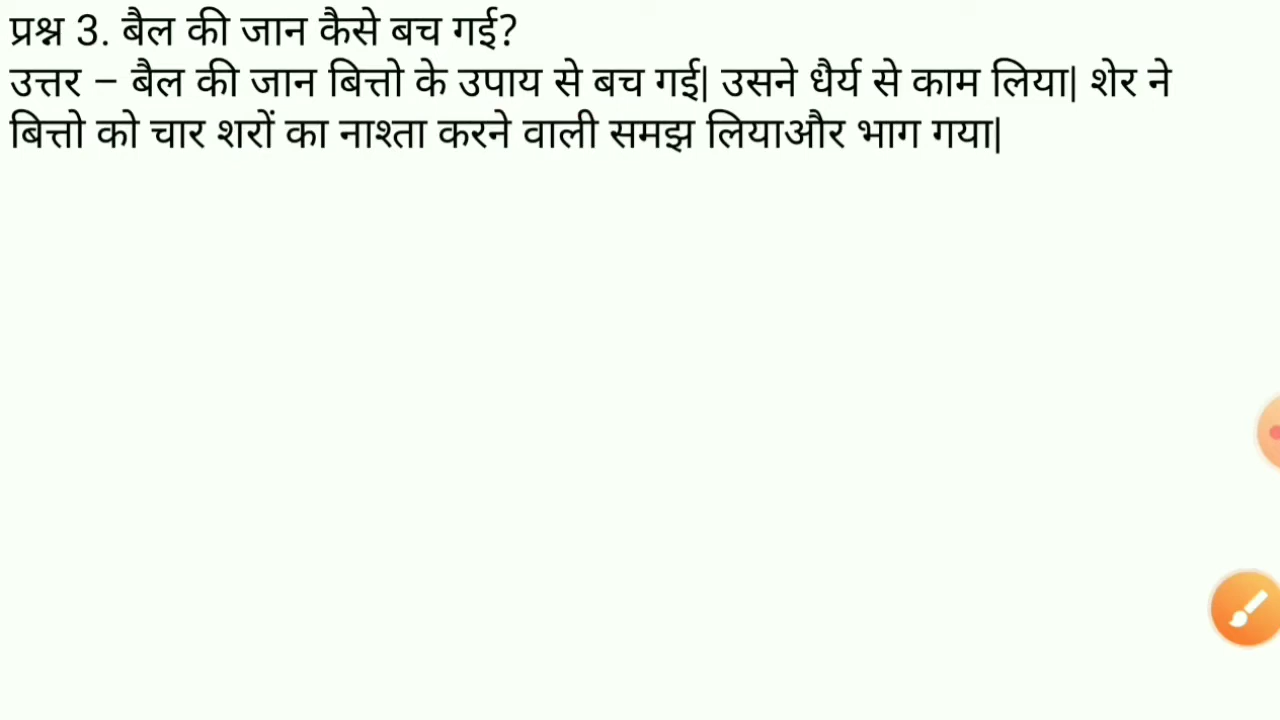 प्रश्न 3. बैल की जान कैसे बच गई?
उत्तर – बैल की जान बित्तो के उपाय से बच गई| उसने धैर्य से काम लिया| शेर ने
बित्तो को चार शरों का नाश्ता करने वाली समझ लियाऔर भाग गया|